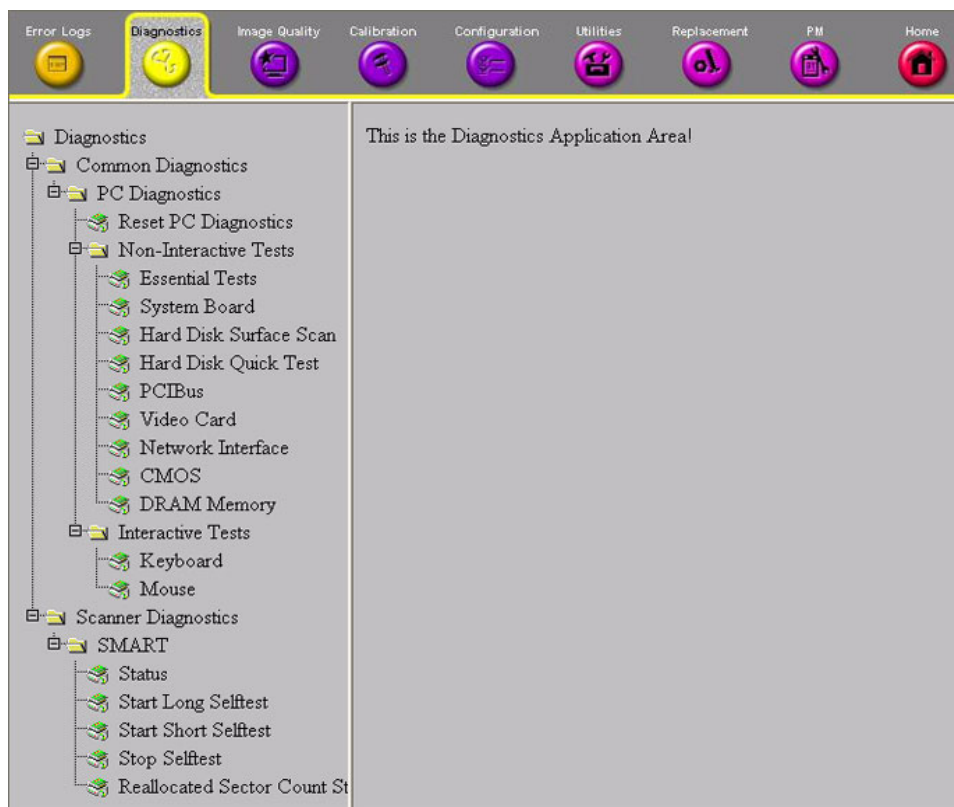 Error Logs
Diagnostics
Image Quality
Calibration
Configuration
Utilities
Replacement
PM
Home
Diagnostics
Common Diagnostics
PC Diagnostics
Reset PC Diagnostics
Non-Interactive Tests
Essential Tests
System Board
Hard Disk Surface Scan
Hard Disk Quick Test
PCIBus
Video Card
Network Interface
CMOS
DRAM Memory
Interactive Tests
Keyboard
Mouse
Scanner Diagnostics
SMART
Status
Start Long Selftest
Start Short Selftest
Stop Selftest
Reallocated Sector Count St
This is the Diagnostics Application Area!